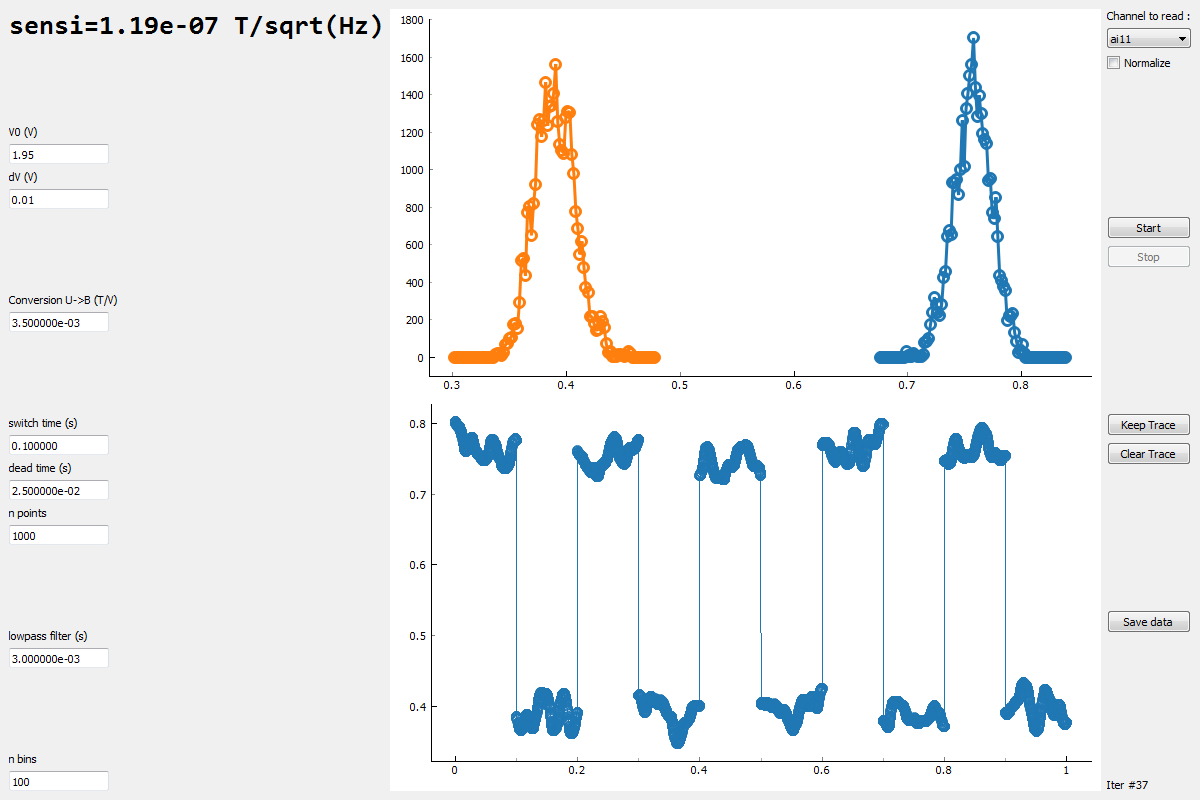 sensi=1.19e-07 T/sqrt(Hz)
V0 (V)
1.95
dV (V)
0.01
Conversion U->B (T/V)
3.500000e-03
switch time (s)
0.100000
dead time (s)
2.500000e-02
n points
1000
lowpass filter (s)
3.000000e-03
n bins
100
1800
1600
1400
1200
1000
800
600
400
200
0
0.3 0.4 0.5 0.6 0.7 0.8
0.8
0.7
0.6
0.5
0.4
0 0.2 0.4 0.6 0.8 1
Channel to read :
ai11
Normalize
Start
Stop
Keep Trace
Clear Trace
Save data
Iter #37